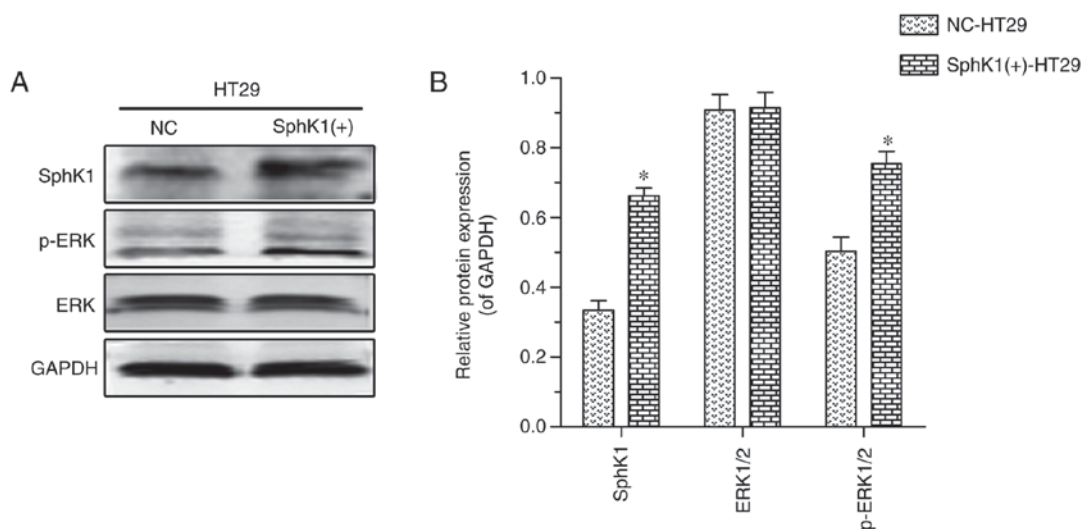 A
HT29
NC SphK1(+)
SphK1
p-ERK
ERK
GAPDH
B
NC-HT29
SphK1(+)-HT29
Relative protein expression
(of GAPDH)
1.0
0.8
0.6
0.4
0.2
0.0
*
*
SphK1
ERK1/2
p-ERK1/2